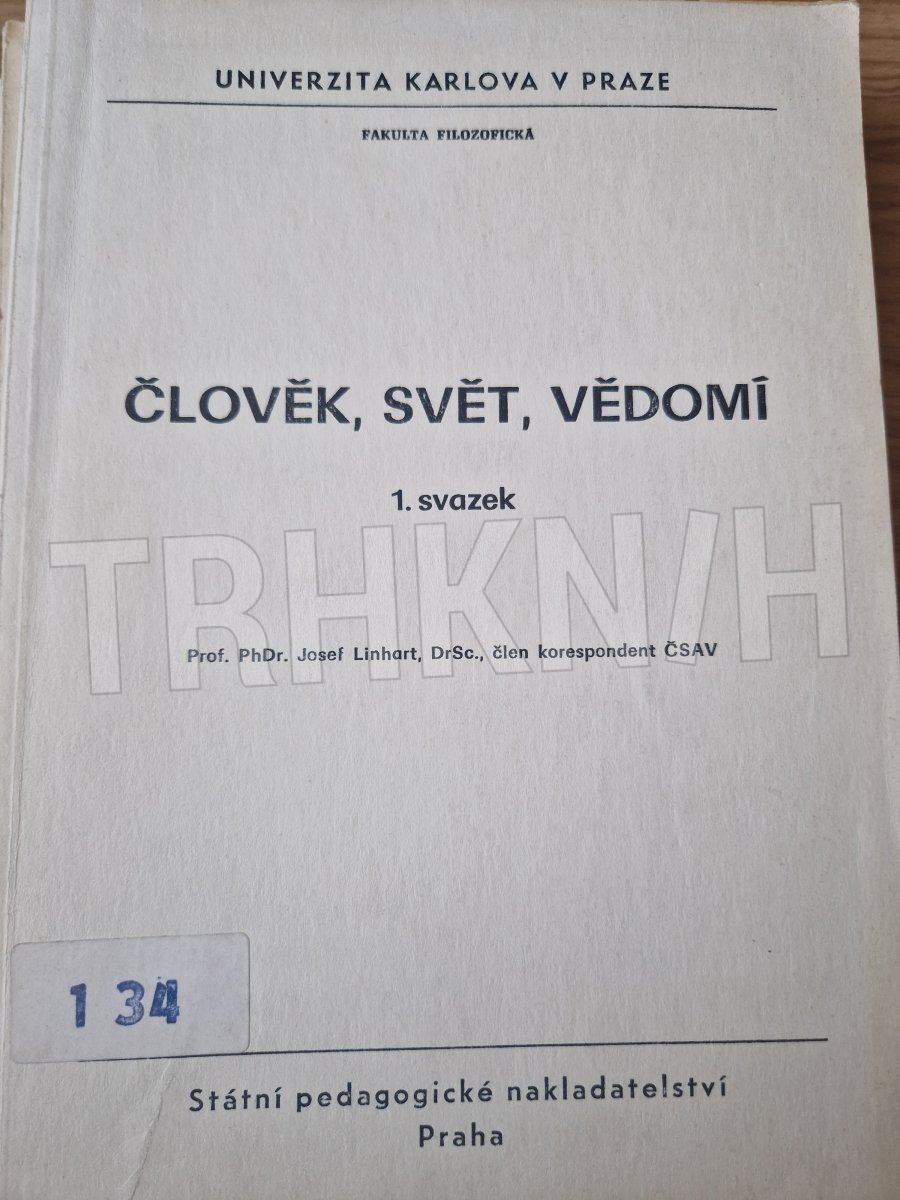 UNIVERZITA KARLOVA V PRAZE
FAKULTA FILOZOFICKÁ
ČLOVĚK, SVĚT, VĚDOMÍ
1. svazek
TRHKN/H
Prof. PhDr. Josef Linhart, DrSc., člen korespondent ČSAV
1 34
Státní pedagogické nakladatelství
Praha